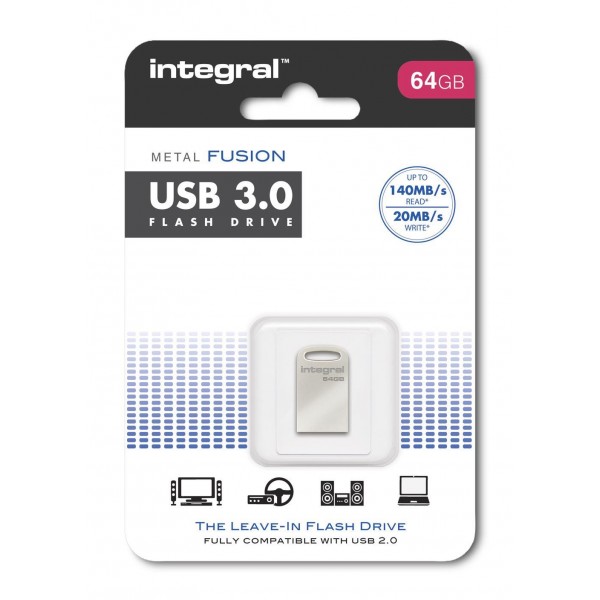 integral™
64GB
METAL FUSION
USB 3.0
FLASH DRIVE
UP TO
140MB/s
READ*
20MB/s
WRITE*
integral
64GB
THE LEAVE-IN FLASH DRIVE
FULLY COMPATIBLE WITH USB 2.0